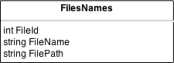 FilesNames
int FileId
string FileName
string FilePath